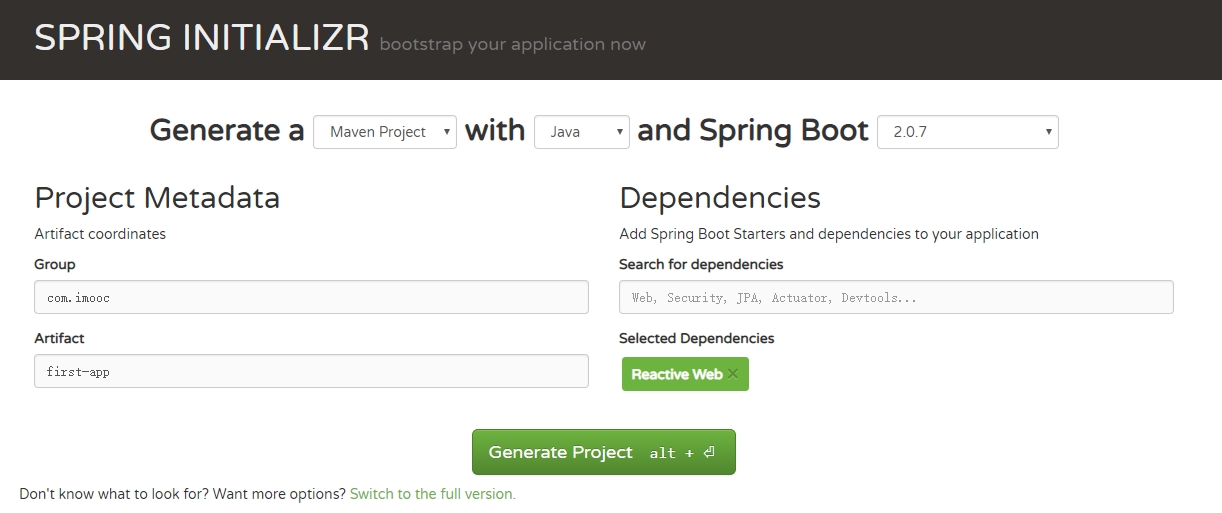 SPRING INITIALIZR bootstrap your application now
Generate a Maven Project with Java and Spring Boot 2.0.7
Project Metadata
Artifact coordinates
Group
com.imooc
Artifact
first-app
Dependencies
Add Spring Boot Starters and dependencies to your application
Search for dependencies
Web, Security, JPA, Actuator, Devtools...
Selected Dependencies
Reactive Web ×
Generate Project alt + ⏎
Don't know what to look for? Want more options? Switch to the full version.